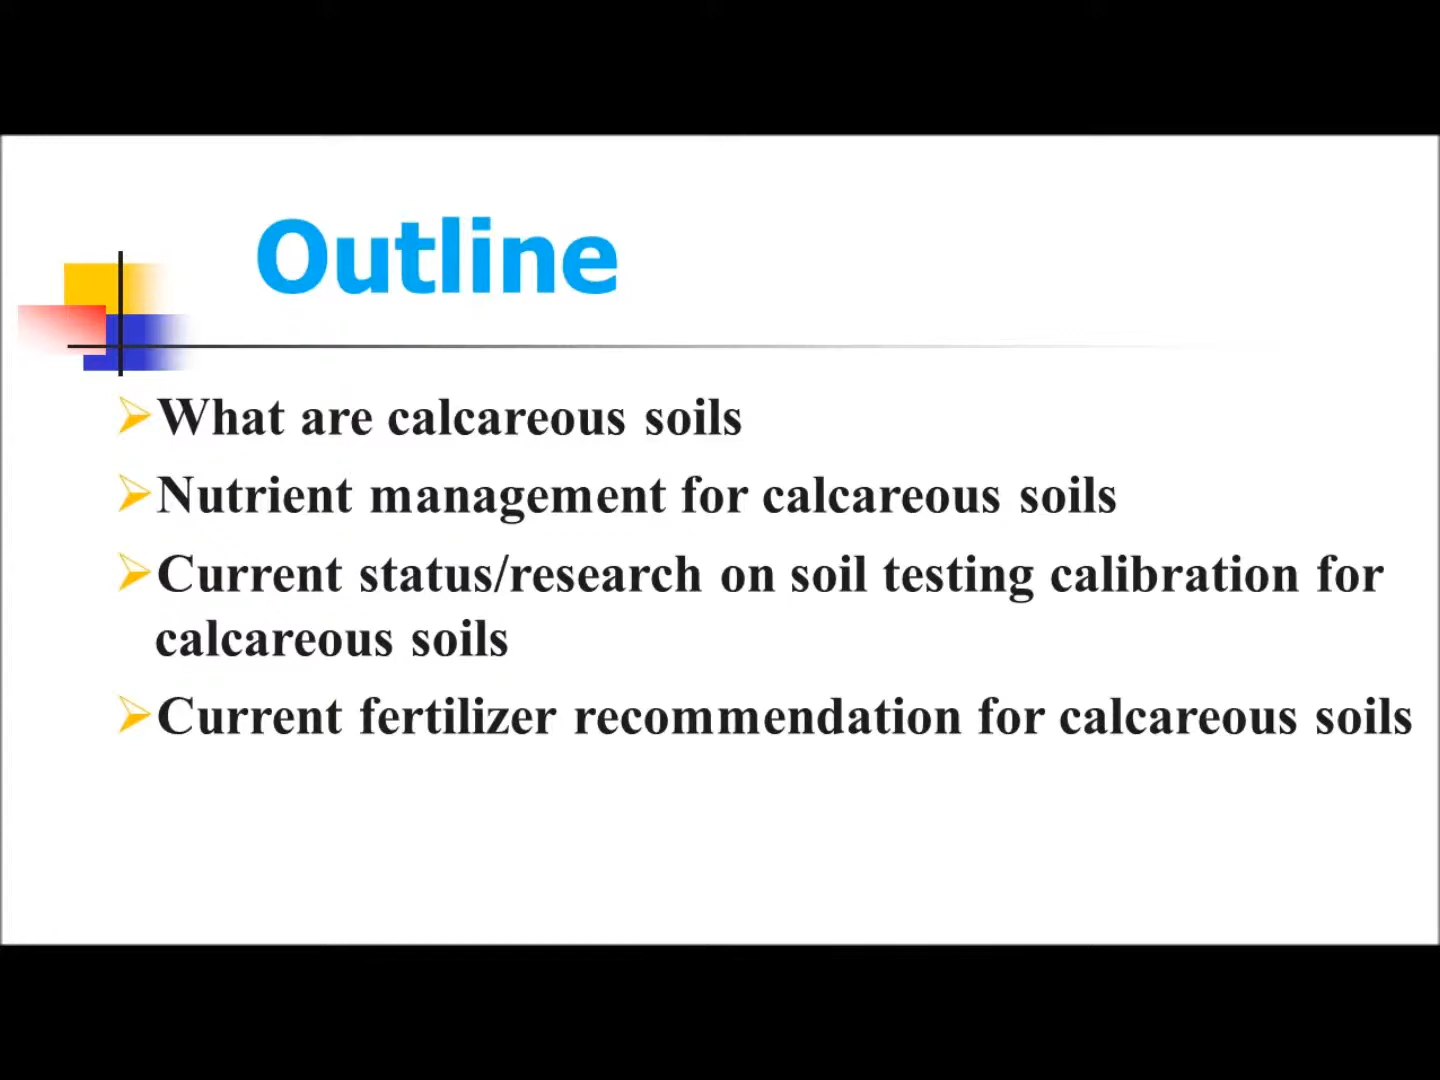 Outline
What are calcareous soils
Nutrient management for calcareous soils
Current status/research on soil testing calibration for
calcareous soils
Current fertilizer recommendation for calcareous soils